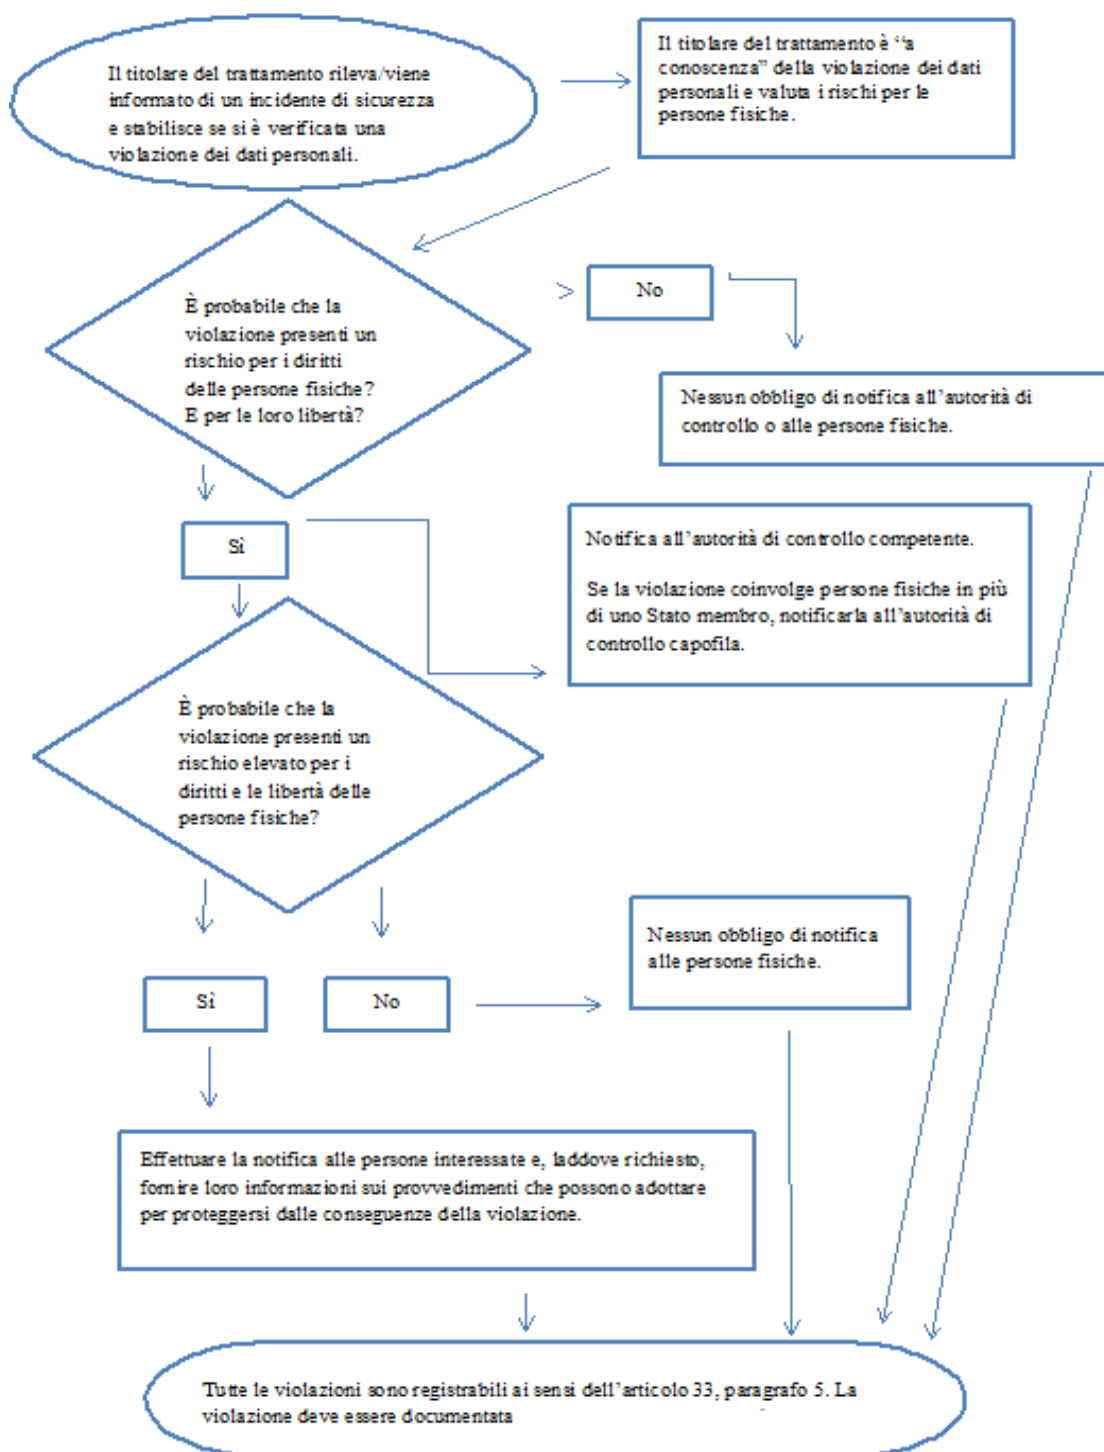 Il titolare del trattamento rileva/viene
informato di un incidente di sicurezza
e stabilisce se si è verificata una
violazione dei dati personali.
Il titolare del trattamento è “a
conoscenza” della violazione dei dati
personali e valuta i rischi per le
persone fisiche.
È probabile che la
violazione presenti un
rischio per i diritti
delle persone fisiche?
E per le loro libertà?
No
Nessun obbligo di notifica all’autorità di
controllo o alle persone fisiche.
Sì
Notifica all’autorità di controllo competente.
Se la violazione coinvolge persone fisiche in più
di uno Stato membro, notificarla all’autorità di
controllo capofila.
È probabile che la
violazione presenti un
rischio elevato per i
diritti e le libertà delle
persone fisiche?
Sì
No
Nessun obbligo di notifica
alle persone fisiche.
Effettuare la notifica alle persone interessate e, laddove richiesto,
fornire loro informazioni sui provvedimenti che possono adottare
per proteggersi dalle conseguenze della violazione.
Tutte le violazioni sono registrabili ai sensi dell’articolo 33, paragrafo 5. La
violazione deve essere documentata